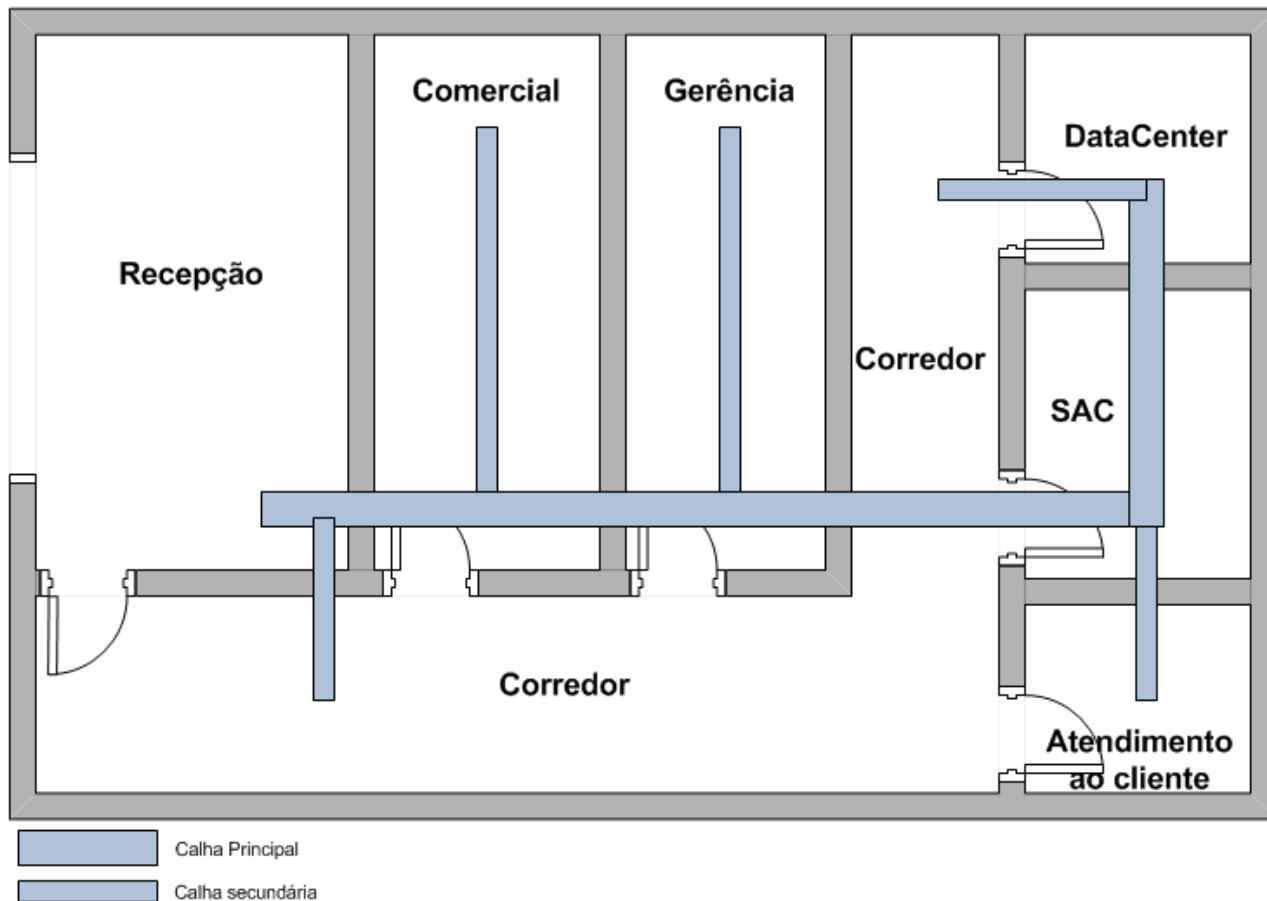 Comercial
Gerência
DataCenter
Recepção
Corredor
SAC
Corredor
Atendimento
ao cliente
Calha Principal
Calha secundária